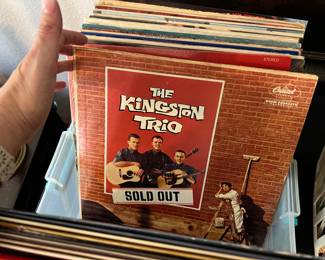 THE
KINGSTON
TRIO
SOLD OUT
Capitol
STEREO